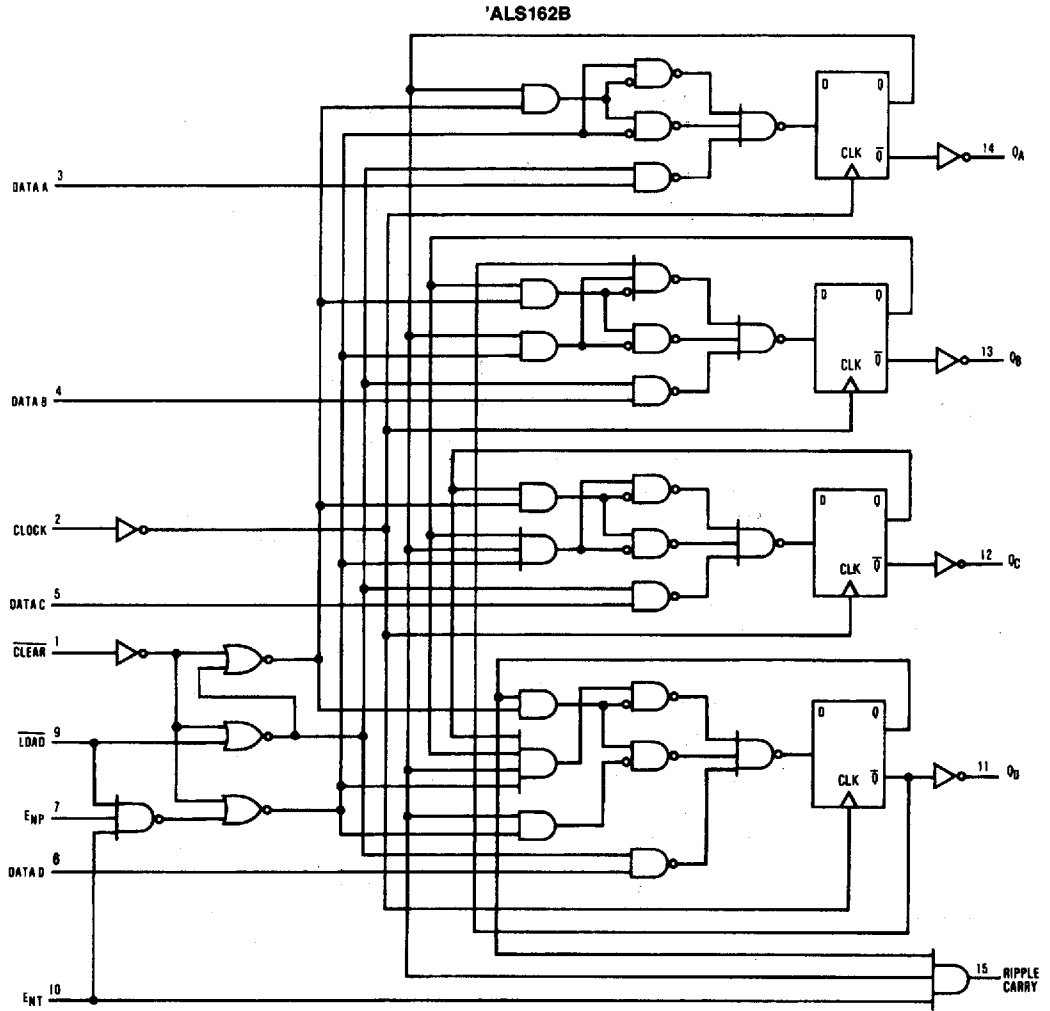 'ALS162B
D Q
CLK Q
14 QA
3
DATA A
D Q
CLK Q
13 QB
4
DATA B
D Q
CLK Q
12 QC
CLOCK 2
DATA C 5
CLEAR 1
LOAD 9
D Q
CLK Q
11 QD
ENP 7
DATA D 6
ENT 10
15 RIPPLE
CARRY